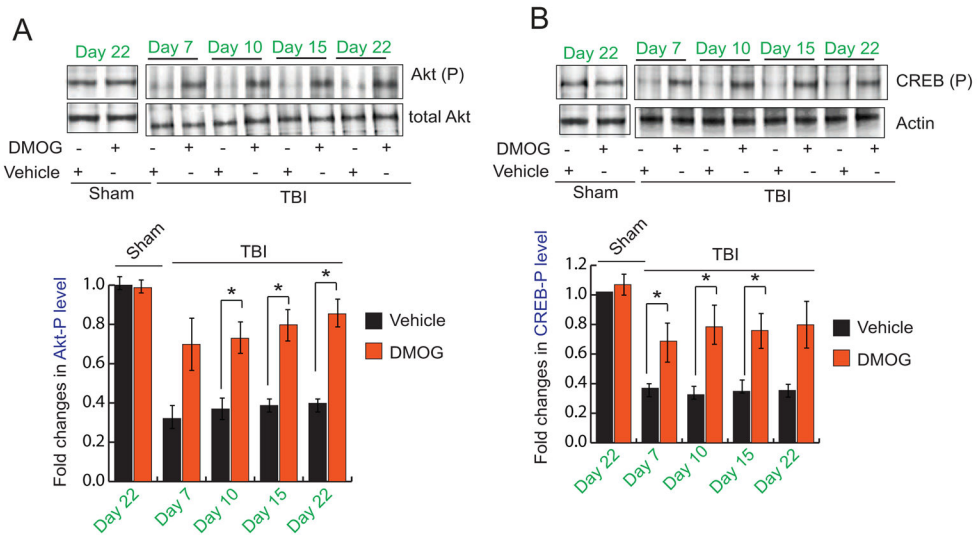 A
Day 22 Day 7 Day 10 Day 15 Day 22
Akt (P)
total Akt
DMOG - + - + - + - + - +
Vehicle + - + - + - + - + -
Sham TBI
Sham
TBI
Fold changes in Akt-P level
1.0
0.8
0.6
0.4
0.2
0.0
* * *
Vehicle
DMOG
Day 22 Day 7 Day 10 Day 15 Day 22
B
Day 22 Day 7 Day 10 Day 15 Day 22
CREB (P)
Actin
DMOG - + - + - + - + - +
Vehicle + - + - + - + - + -
Sham TBI
Sham
TBI
Fold changes in CREB-P level
1.2
1.0
0.8
0.6
0.4
0.2
0.0
* * *
Vehicle
DMOG
Day 22 Day 7 Day 10 Day 15 Day 22